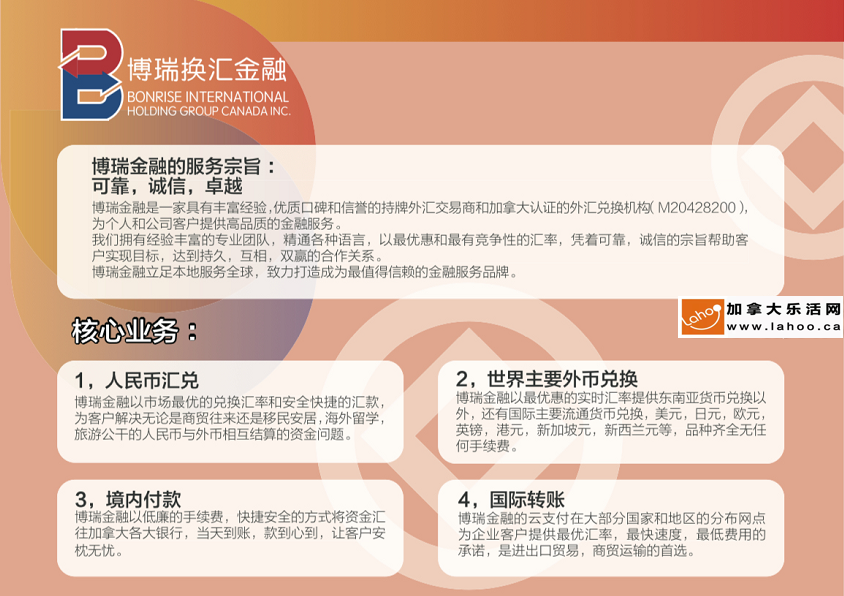 博瑞换汇金融
BONRISE INTERNATIONAL
HOLDING GROUP CANADA INC.
博瑞金融的服务宗旨：
可靠，诚信，卓越
博瑞金融是一家具有丰富经验,优质口碑和信誉的持牌外汇交易商和加拿大认证的外汇兑换机构( M20428200 )，
为个人和公司客户提供高品质的金融服务。
我们拥有经验丰富的专业团队，精通各种语言，以最优惠和最有竞争性的汇率，凭着可靠，诚信的宗旨帮助客
户实现目标，达到持久，互相，双赢的合作关系。
博瑞金融立足本地服务全球，致力打造成为最值得信赖的金融服务品牌。
Lahoo
加拿大乐活网
www.lahoo.ca
核心业务：
1，人民币汇兑
博瑞金融以市场最优的兑换汇率和安全快捷的汇款，
为客户解决无论是商贸往来还是移民安居，海外留学，
旅游公干的人民币与外币相互结算的资金问题。
2，世界主要外币兑换
博瑞金融以最优惠的实时汇率提供东南亚货币兑换以
外，还有国际主要流通货币兑换，美元，日元，欧元，
英镑，港元，新加坡元，新西兰元等，品种齐全无任
何手续费。
3，境内付款
博瑞金融以低廉的手续费，快捷安全的方式将资金汇
往加拿大各大银行，当天到账，款到心到，让客户安
枕无忧。
4，国际转账
博瑞金融的云支付在大部分国家和地区的分布网点
为企业客户提供最优汇率，最快速度，最低费用的
承诺，是进出口贸易，商贸运输的首选。